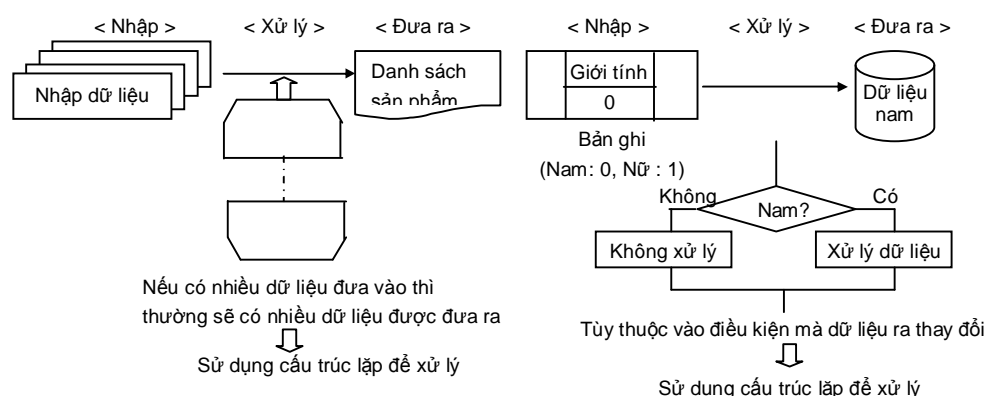 < Nhập > < Xử lý > < Đưa ra >
Nhập dữ liệu
Danh sách
sản phẩm
Nếu có nhiều dữ liệu đưa vào thì
thường sẽ có nhiều dữ liệu được đưa ra
Sử dụng cấu trúc lặp để xử lý
< Nhập > < Xử lý > < Đưa ra >
Giới tính
0
Dữ liệu
nam
Bản ghi
(Nam: 0, Nữ : 1)
Không Có
Nam?
Không xử lý Xử lý dữ liệu
Tùy thuộc vào điều kiện mà dữ liệu ra thay đổi
Sử dụng cấu trúc lặp để xử lý